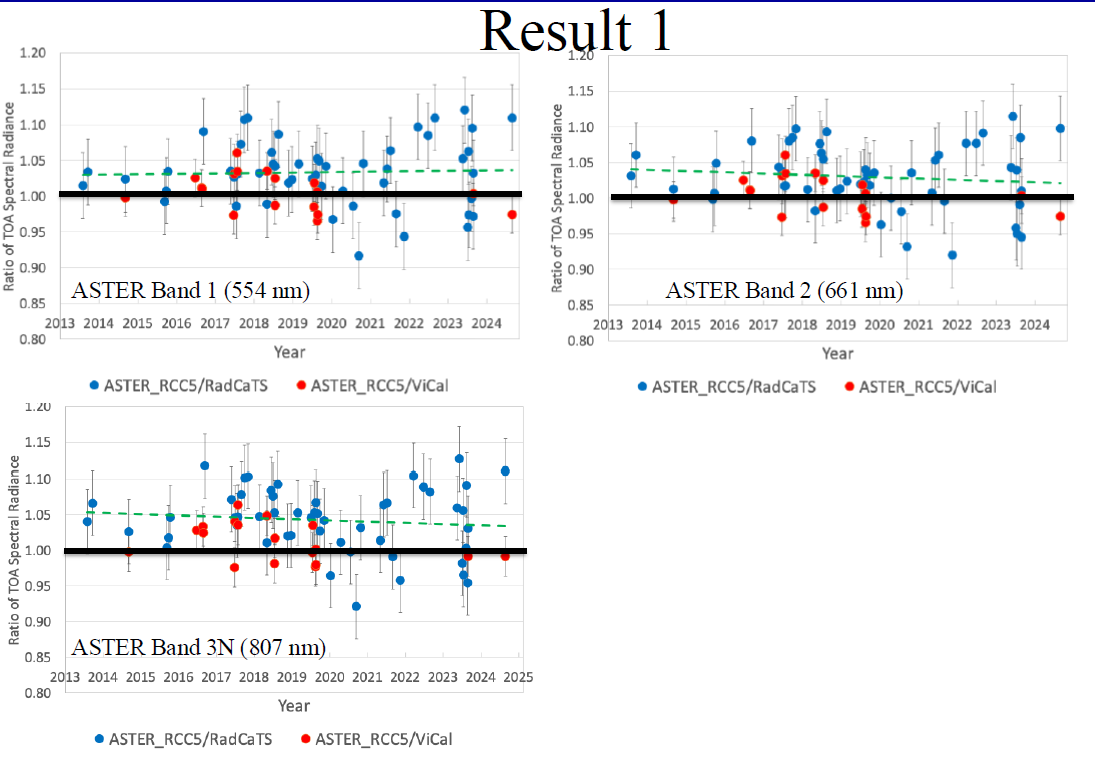 Result 1
Ratio of TOA Spectral Radiance
1.20
1.15
1.10
1.05
1.00
0.95
0.90
0.85
0.80
ASTER Band 1 (554 nm)
2013 2014 2015 2016 2017 2018 2019 2020 2021 2022 2023 2024
Year
ASTER_RCC5/RadCaTS ASTER_RCC5/ViCal
Ratio of TOA Spectral Radiance
1.20
1.15
1.10
1.05
1.00
0.95
0.90
0.85
0.80
ASTER Band 2 (661 nm)
2013 2014 2015 2016 2017 2018 2019 2020 2021 2022 2023 2024
Year
ASTER_RCC5/RadCaTS ASTER_RCC5/ViCal
Ratio of TOA Spectral Radiance
1.20
1.15
1.10
1.05
1.00
0.95
0.90
0.85
0.80
ASTER Band 3N (807 nm)
2013 2014 2015 2016 2017 2018 2019 2020 2021 2022 2023 2024 2025
Year
ASTER_RCC5/RadCaTS ASTER_RCC5/ViCal